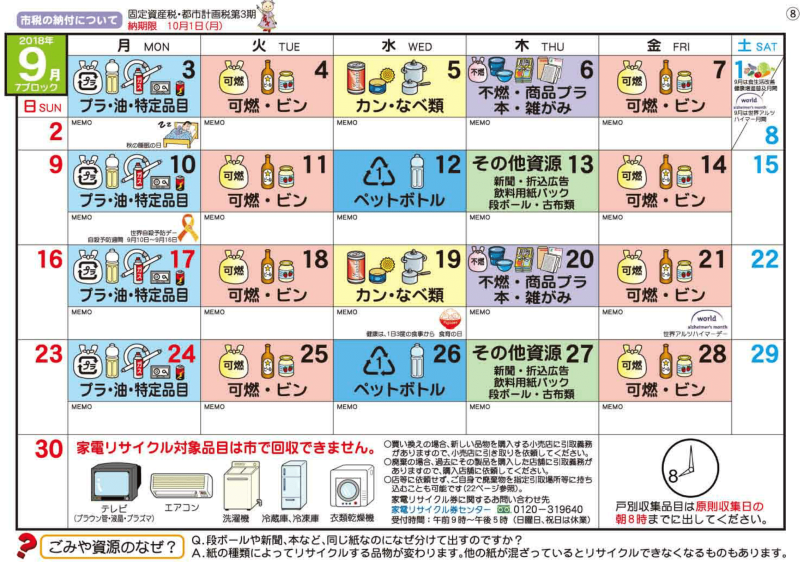 市税の納付について
固定資産税・都市計画税第3期
納期限 10月1日(月)
⑧
2018年
9月
7ブロック
月 MON
火 TUE
水 WED
木 THU
金 FRI
土 SAT
日 SUN
3
プラ・油・特定品目
可燃
4
可燃・ビン
5
カン・なべ類
不燃
6
不燃・商品プラ
本・雑がみ
可燃
7
可燃・ビン
1
9月は食生活改善
健康増進普及月間
world
alzheimer's month
9月は世界アルツ
ハイマー月間
8
2
MEMO
秋の睡眠の日
MEMO
MEMO
MEMO
MEMO
9
プラ
10
プラ・油・特定品目
可燃
11
可燃・ビン
1
12
ペットボトル
その他資源 13
新聞・折込広告
飲料用紙パック
段ボール・古布類
可燃
14
可燃・ビン
15
MEMO
世界自殺予防デー
自殺予防週間 9月10日~9月16日
MEMO
MEMO
MEMO
MEMO
16
プラ
17
プラ・油・特定品目
可燃
18
可燃・ビン
19
カン・なべ類
不燃
20
不燃・商品プラ
本・雑がみ
可燃
21
可燃・ビン
22
MEMO
MEMO
MEMO
健康は、1日3度の食事から 食育の日
MEMO
MEMO
world
alzheimer's month
世界アルツハイマーデー
23
プラ
24
プラ・油・特定品目
可燃
25
可燃・ビン
1
26
ペットボトル
その他資源 27
新聞・折込広告
飲料用紙パック
段ボール・古布類
可燃
28
可燃・ビン
29
MEMO
MEMO
MEMO
MEMO
MEMO
30
家電リサイクル対象品目は市で回収できません。
テレビ
(ブラウン管・液晶・プラズマ)
エアコン
洗濯機
冷蔵庫、冷凍庫
衣類乾燥機
○買い換えの場合、新しい品物を購入する小売店に引取義務
がありますので、小売店に引き取りを依頼してください。
○廃棄の場合、過去にその製品を購入した店舗に引取義務が
ありますので、購入店舗に依頼してください。
○店等に依頼せず、ご自身で廃棄物を指定引取場所等に持ち
込むことも可能です(22ページ参照)。
家電リサイクル券に関するお問い合わせ先
家電リサイクル券センター 0120-319640
受付時間:午前9時~午後5時(日曜日、祝日は休業)
8
戸別収集品目は原則収集日の
朝8時までに出してください。
ごみや資源のなぜ?
Q.段ボールや新聞、本など、同じ紙なのになぜ分けて出すのですか?
A.紙の種類によってリサイクルする品物が変わります。他の紙が混ざっているとリサイクルできなくなるものもあります。